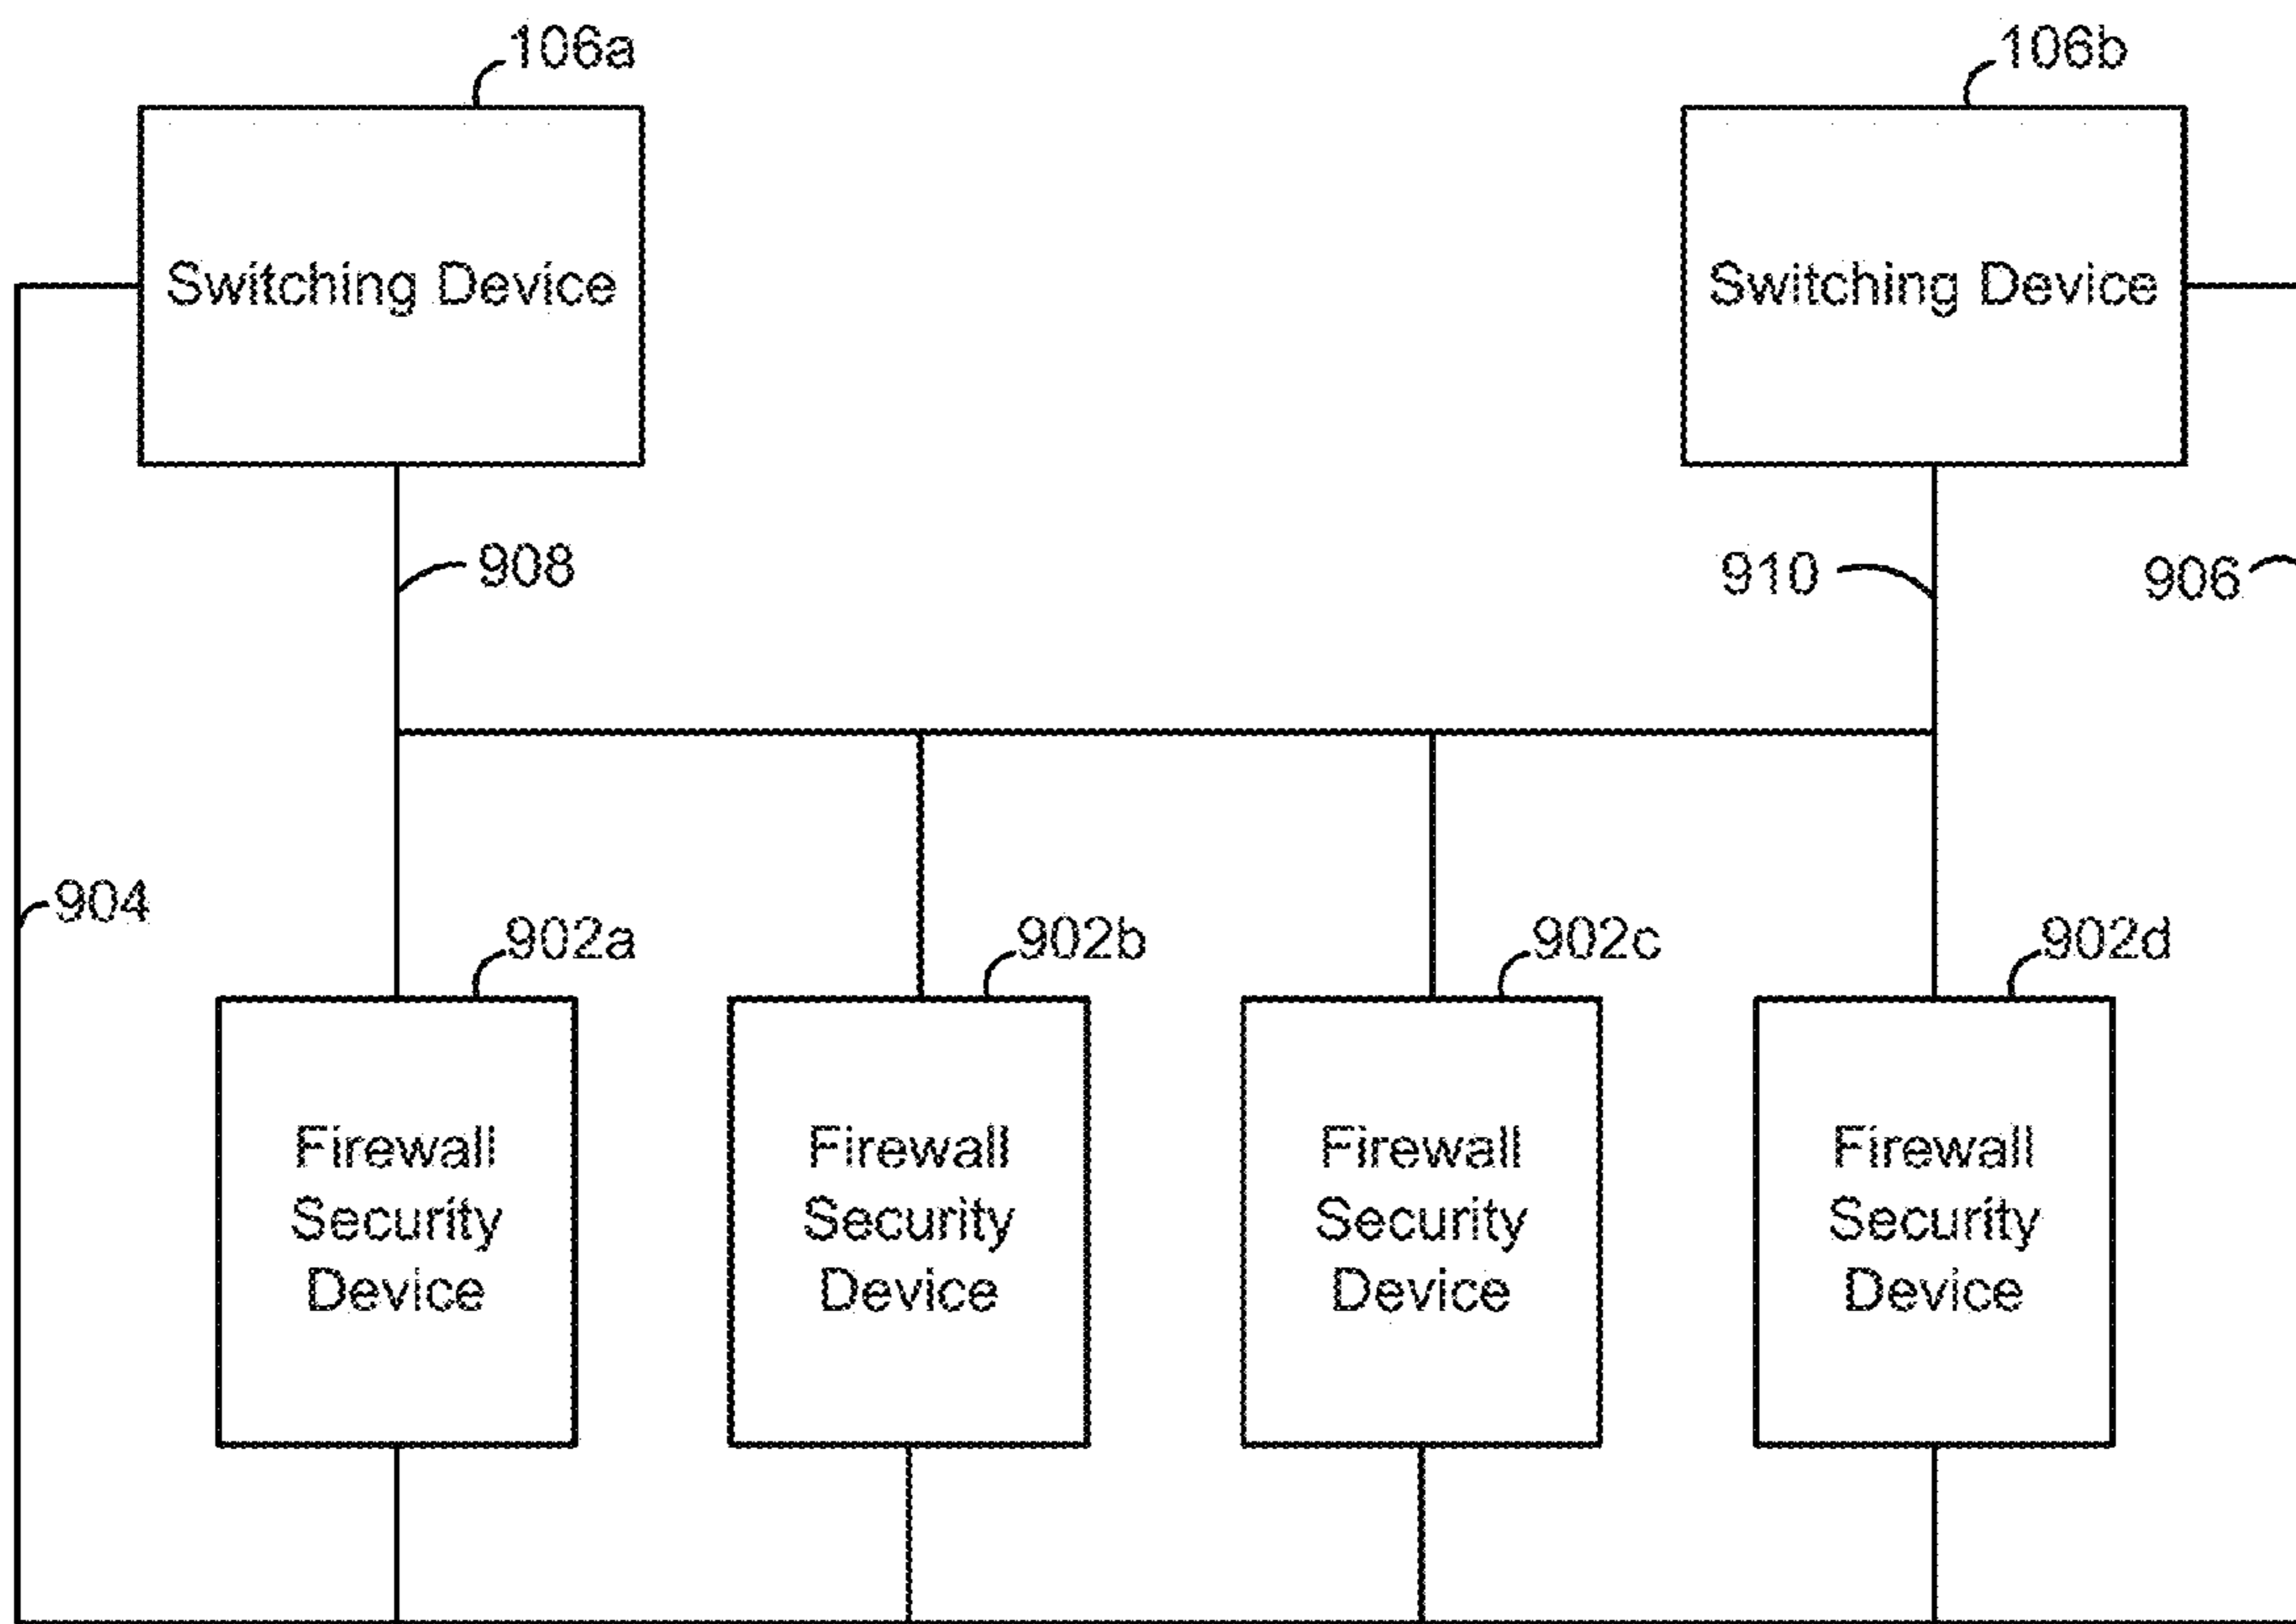 106a
106b
Switching Device
Switching Device
908
910
906
904
902a
902b
902c
902d
Firewall
Security
Device
Firewall
Security
Device
Firewall
Security
Device
Firewall
Security
Device